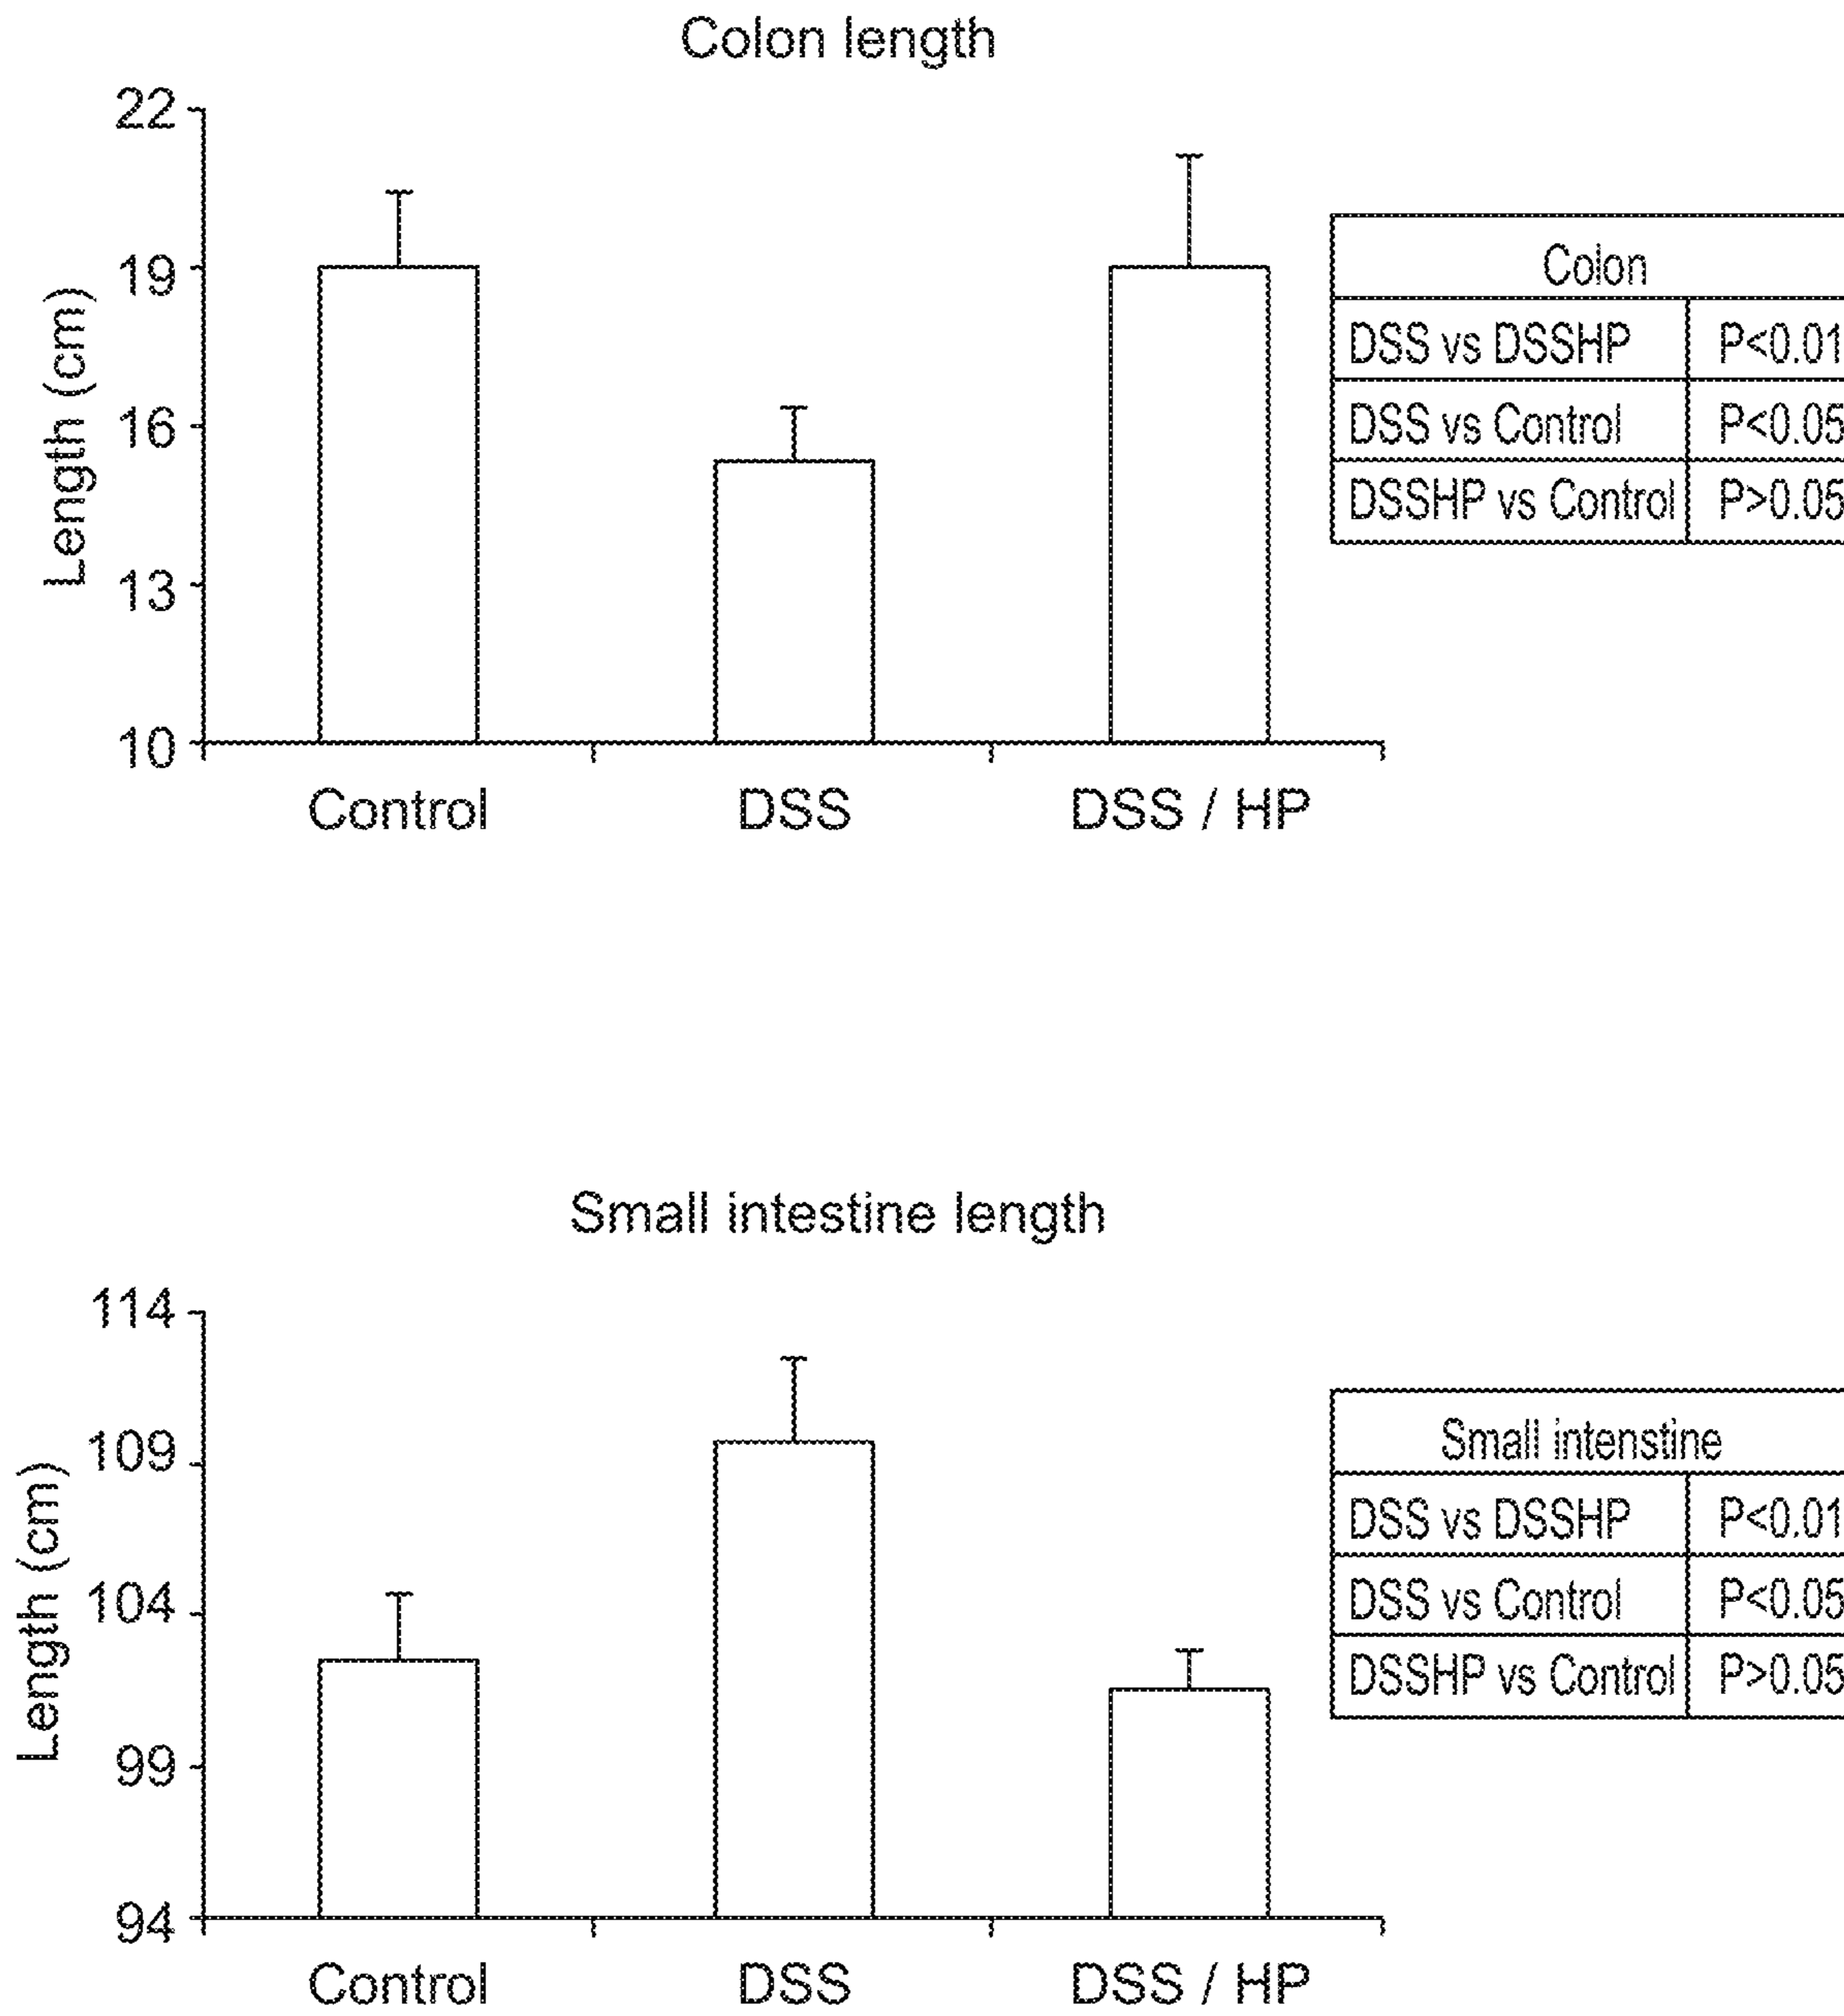 Colon length
22
19
16
13
10
Length (cm)
Control DSS DSS / HP
Colon
DSS vs DSSHP P<0.01
DSS vs Control P<0.05
DSSHP vs Control P>0.05
Small intestine length
114
109
104
99
94
Length (cm)
Control DSS DSS / HP
Small intenstine
DSS vs DSSHP P<0.01
DSS vs Control P<0.05
DSSHP vs Control P>0.05